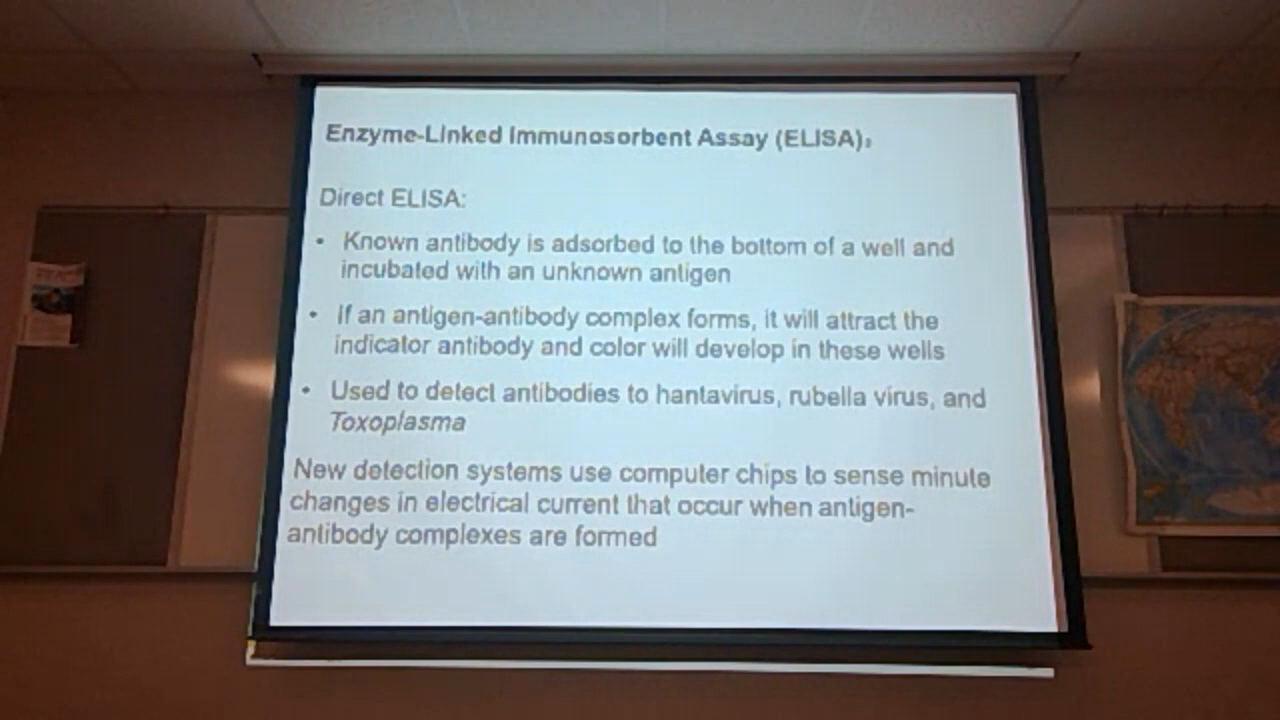 Enzyme-Linked Immunosorbent Assay (ELISA)
Direct ELISA:
• Known antibody is adsorbed to the bottom of a well and
incubated with an unknown antigen
• If an antigen-antibody complex forms, it will attract the
indicator antibody and color will develop in these wells
• Used to detect antibodies to hantavirus, rubella virus, and
Toxoplasma
New detection systems use computer chips to sense minute
changes in electrical current that occur when antigen-
antibody complexes are formed